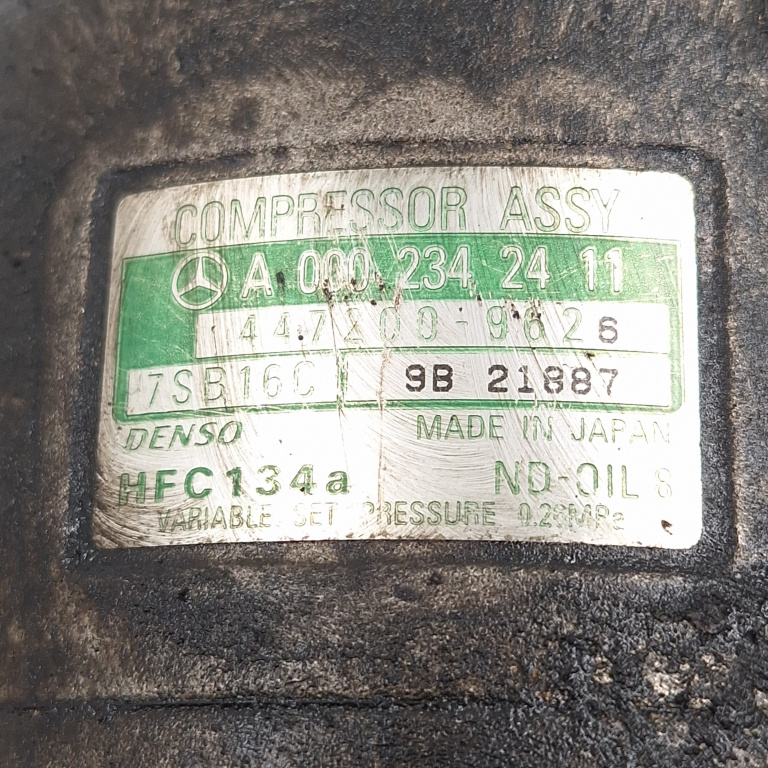 COMPRESSOR ASSY
A 000 234 24 11
447200-9626
7SB16C 9B 21887
DENSO MADE IN JAPAN
HFC134a ND-OIL 8
VARIABLE SET PRESSURE 0.28MPa